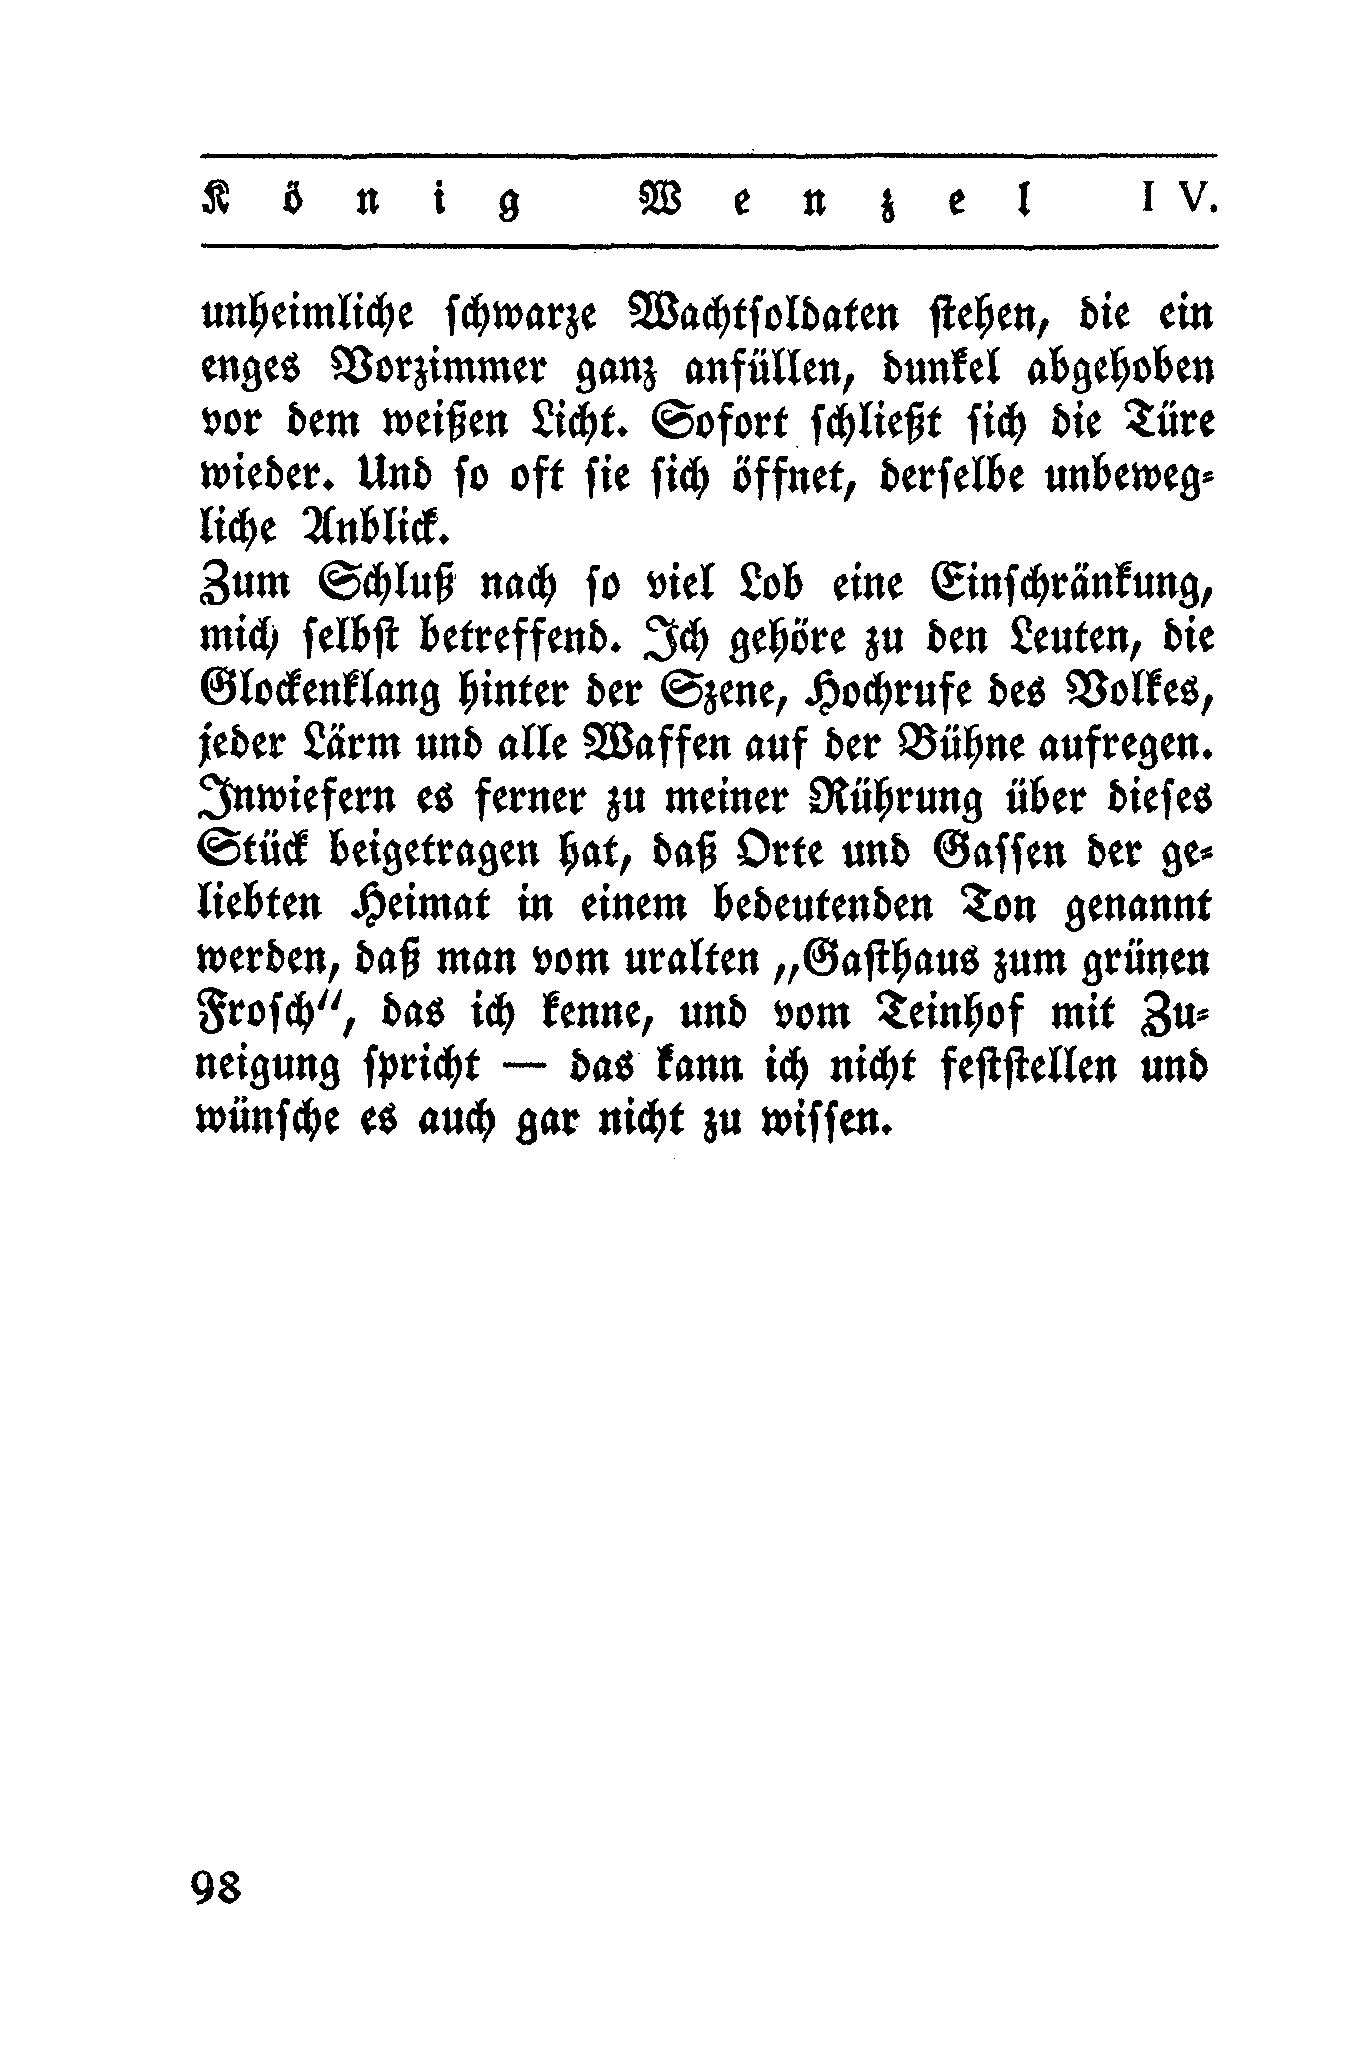 König Wenzel IV.
unheimliche schwarze Wachtsoldaten stehen, die ein
enges Vorzimmer ganz anfüllen, dunkel abgehoben
vor dem weißen Licht. Sofort schließt sich die Türe
wieder. Und so oft sie sich öffnet, derselbe unbeweg-
liche Anblick.
Zum Schluß nach so viel Lob eine Einschränkung,
mich selbst betreffend. Ich gehöre zu den Leuten, die
Glockenklang hinter der Szene, Hochrufe des Volkes,
jeder Lärm und alle Waffen auf der Bühne aufregen.
Inwiefern es ferner zu meiner Rührung über dieses
Stück beigetragen hat, daß Orte und Gassen der ge-
liebten Heimat in einem bedeutenden Ton genannt
werden, daß man vom uralten „Gasthaus zum grünen
Frosch“, das ich kenne, und vom Teinhof mit Zu-
neigung spricht — das kann ich nicht feststellen und
wünsche es auch gar nicht zu wissen.
98